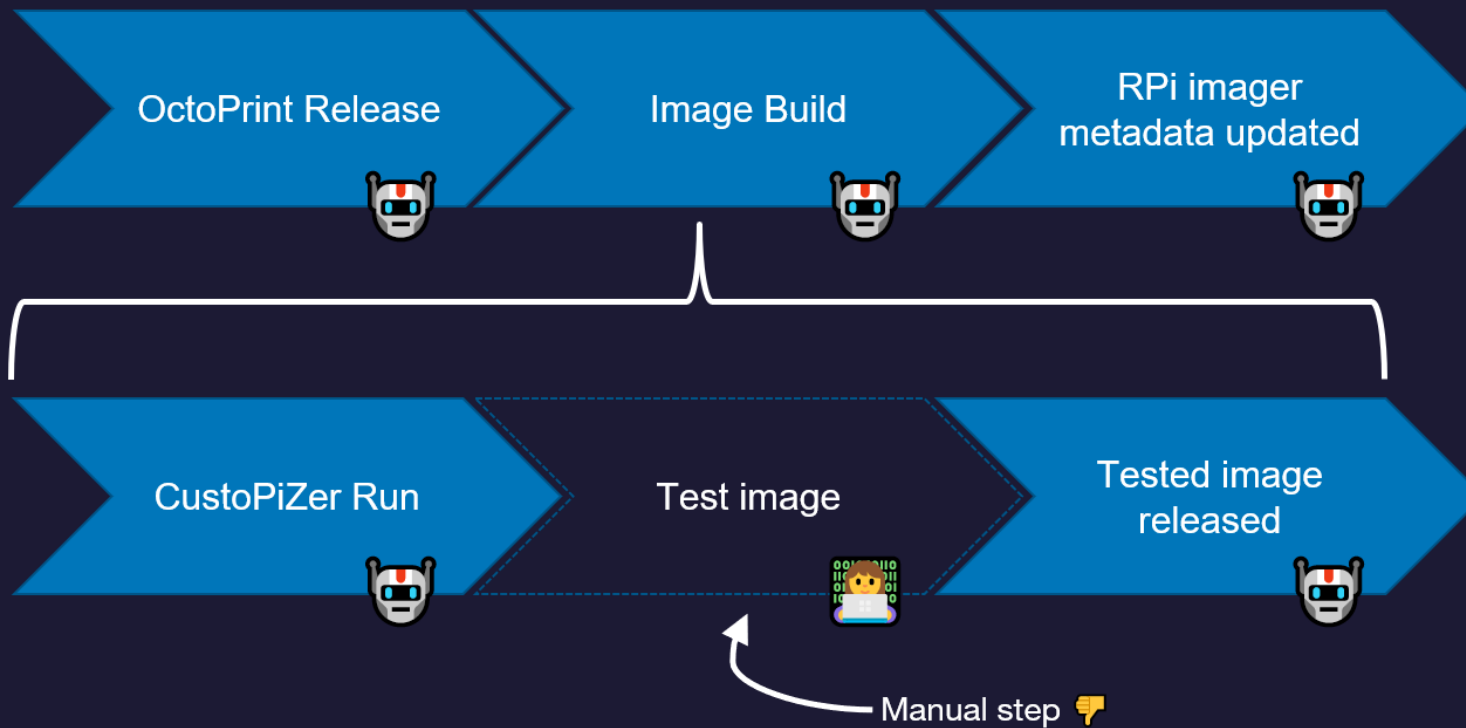 OctoPrint Release
Image Build
RPi imager
metadata updated
CustoPiZer Run
Test image
Tested image
released
Manual step 👎